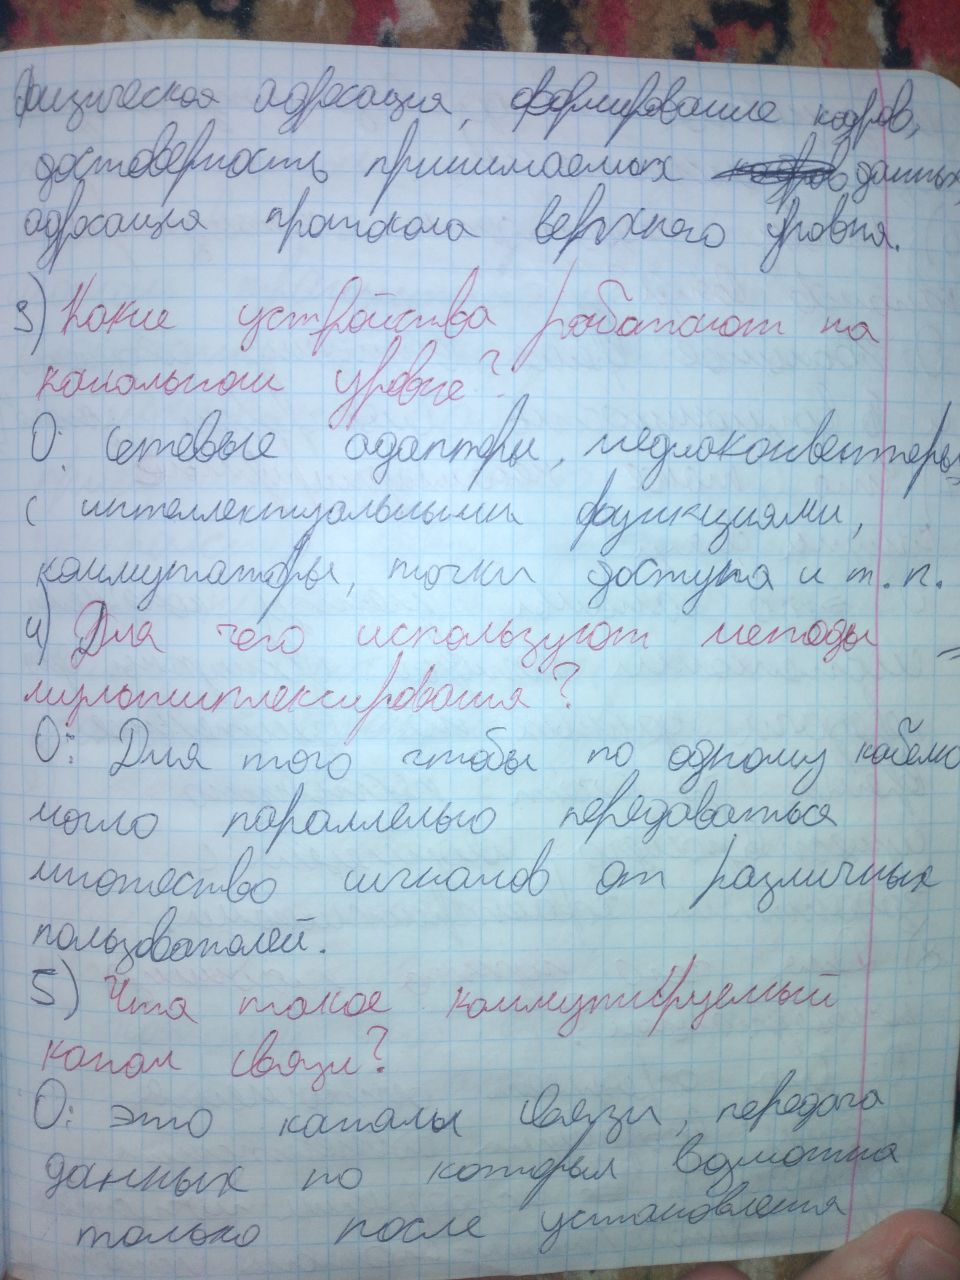 физическая адресация, формирование кадров,
достоверность принимаемых данных,
адресация протокола верхнего уровня.
3) Какие устройства работают на
канальном уровне?
О: Сетевые адаптеры, медиаконвентеры
с интеллектуальными функциями,
коммутаторы, точки доступа и т. п.
4) Для чего используют методы
мультиплексирования?
О: Для того чтобы по одному кабелю
могло параллельно передаваться
множество сигналов от различных
пользователей.
5) Что такое коммутируемый
канал связи?
О: это каналы связи, передача
данных по которым возможна
только после установления